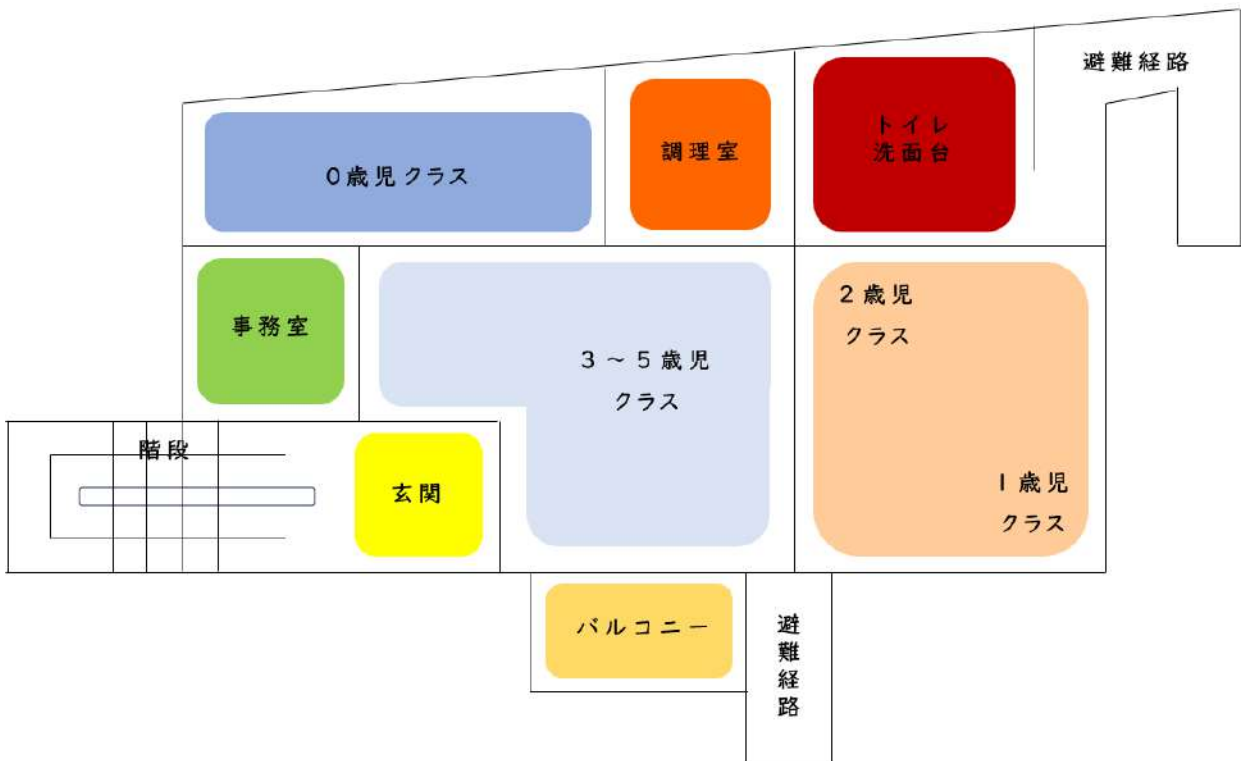 避難経路
トイレ
洗面台
調理室
0歳児クラス
2歳児
クラス
事務室
3～5歳児
クラス
階段
玄関
1歳児
クラス
バルコニー
避難経路